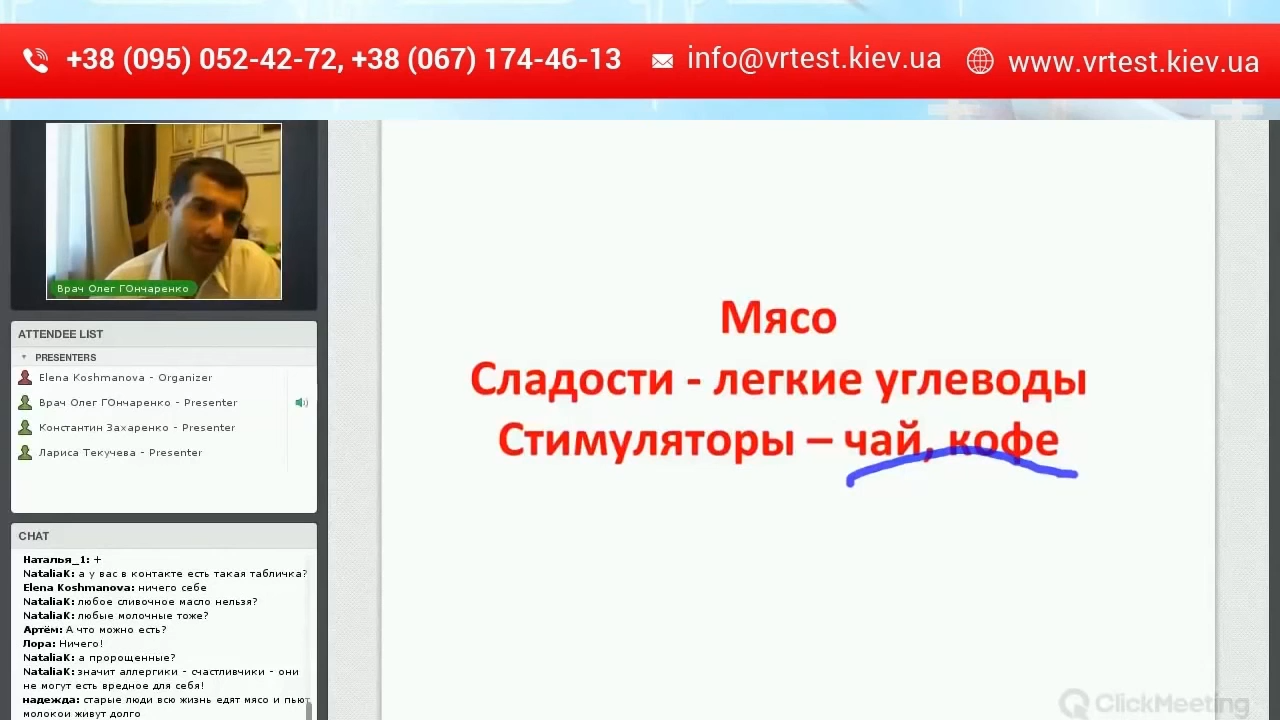 +38 (095) 052-42-72, +38 (067) 174-46-13 info@vrtest.kiev.ua www.vrtest.kiev.ua
Врач Олег ГОнчаренко
ATTENDEE LIST
PRESENTERS
Elena Koshmanova - Organizer
Врач Олег ГОнчаренко - Presenter
Константин Захаренко - Presenter
Лариса Текучева - Presenter
CHAT
Наталья_1: +
NataliaK: а у вас в контакте есть такая табличка?
Elena Koshmanova: ничего себе
NataliaK: любое сливочное масло нельзя?
NataliaK: любые молочные тоже?
Артём: А что можно есть?
Лора: Ничего!
NataliaK: а пророщенные?
NataliaK: значит аллергики - счастливчики - они
не могут есть вредное для себя!
надежда: старые люди всю жизнь едят мясо и пьют
молокои живут долго
Мясо
Сладости - легкие углеводы
Стимуляторы – чай, кофе
ClickMeeting